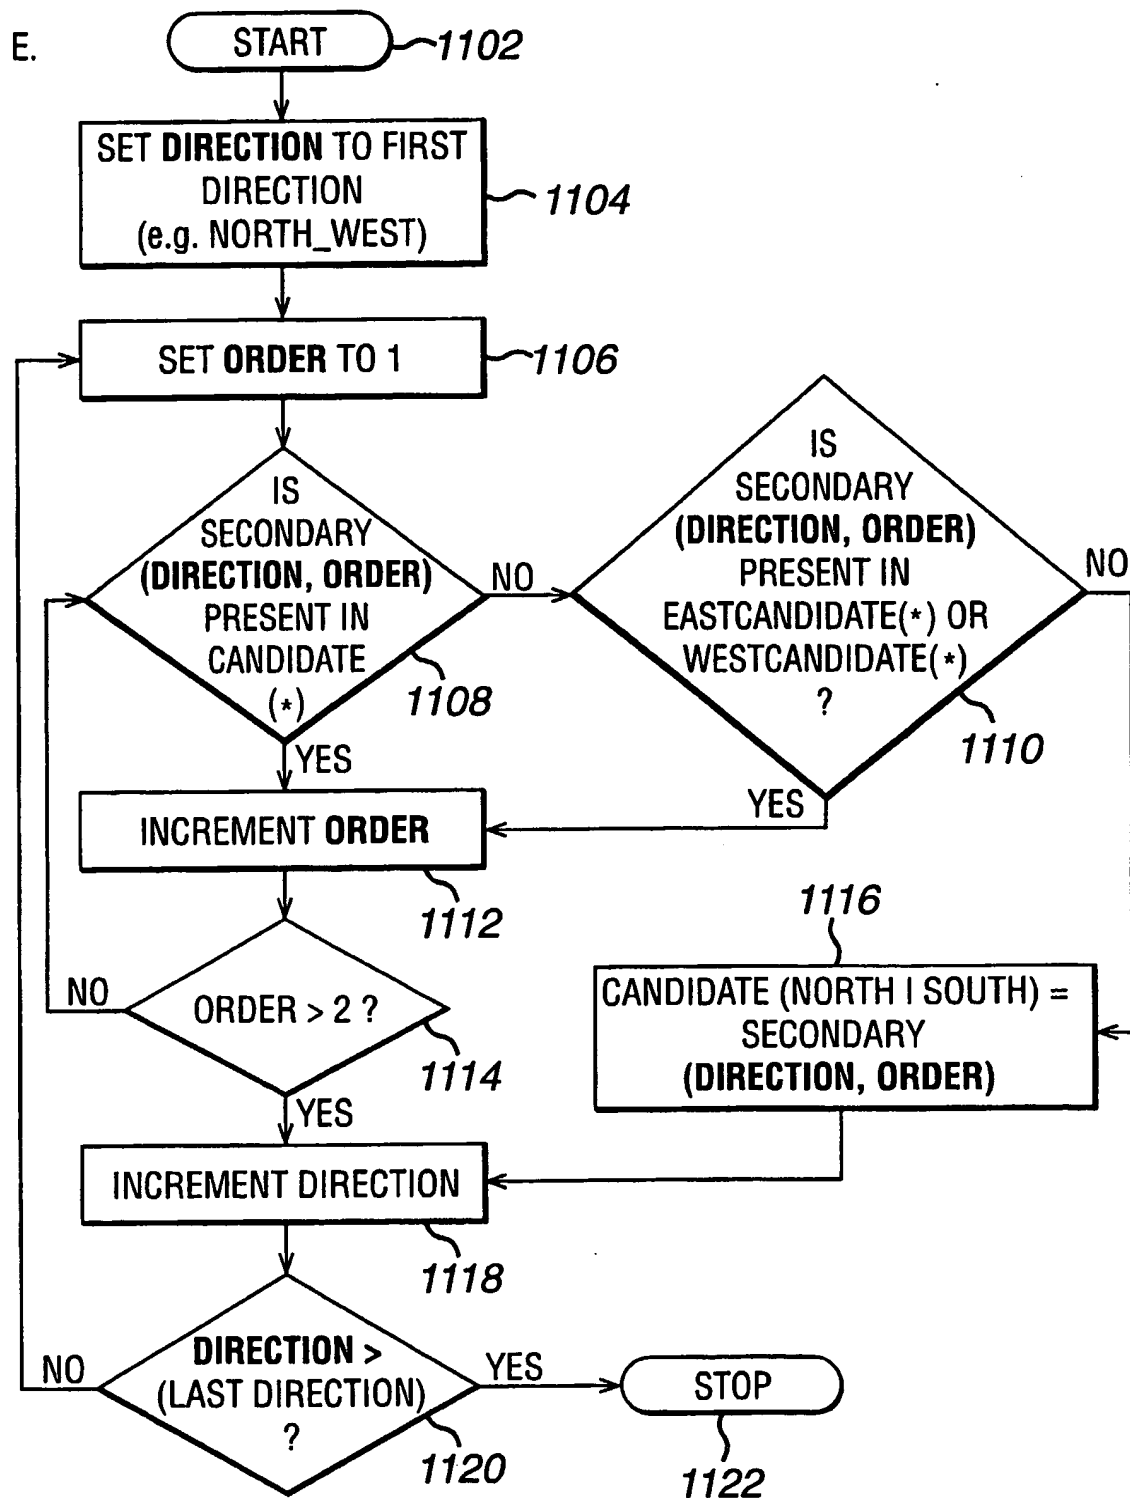 E.
START
1102
SET DIRECTION TO FIRST
DIRECTION
(e.g. NORTH_WEST)
1104
SET ORDER TO 1
1106
IS
SECONDARY
(DIRECTION, ORDER)
PRESENT IN
CANDIDATE
(*)
1108
NO
IS
SECONDARY
(DIRECTION, ORDER)
PRESENT IN
EASTCANDIDATE(*) OR
WESTCANDIDATE(*)
?
1110
NO
YES
YES
INCREMENT ORDER
1112
ORDER > 2 ?
1114
NO
YES
1116
CANDIDATE (NORTH | SOUTH) =
SECONDARY
(DIRECTION, ORDER)
INCREMENT DIRECTION
1118
DIRECTION >
(LAST DIRECTION)
?
1120
NO
YES
STOP
1122